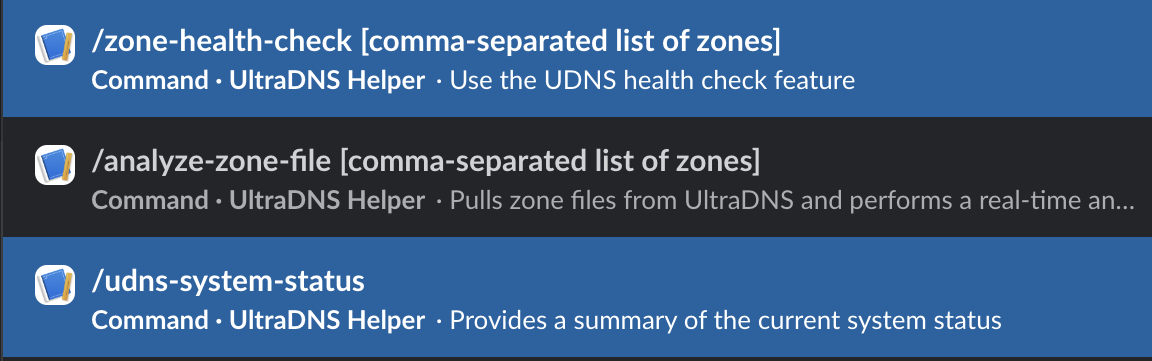 /zone-health-check [comma-separated list of zones]
Command · UltraDNS Helper · Use the UDNS health check feature
/analyze-zone-file [comma-separated list of zones]
Command · UltraDNS Helper · Pulls zone files from UltraDNS and performs a real-time an...
/udns-system-status
Command · UltraDNS Helper · Provides a summary of the current system status